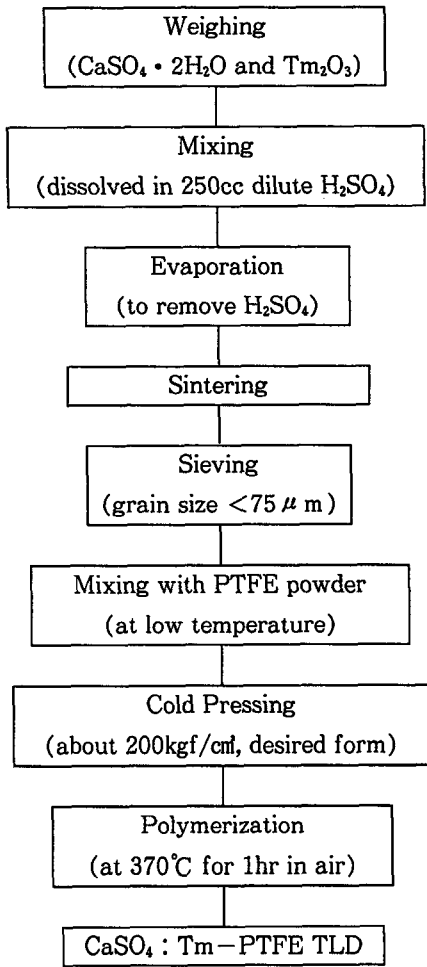 Weighing
(CaSO₄・2H₂O and Tm₂O₃)
Mixing
(dissolved in 250cc dilute H₂SO₄)
Evaporation
(to remove H₂SO₄)
Sintering
Sieving
(grain size <75μm)
Mixing with PTFE powder
(at low temperature)
Cold Pressing
(about 200kgf/㎠, desired form)
Polymerization
(at 370℃ for 1hr in air)
CaSO₄ : Tm−PTFE TLD